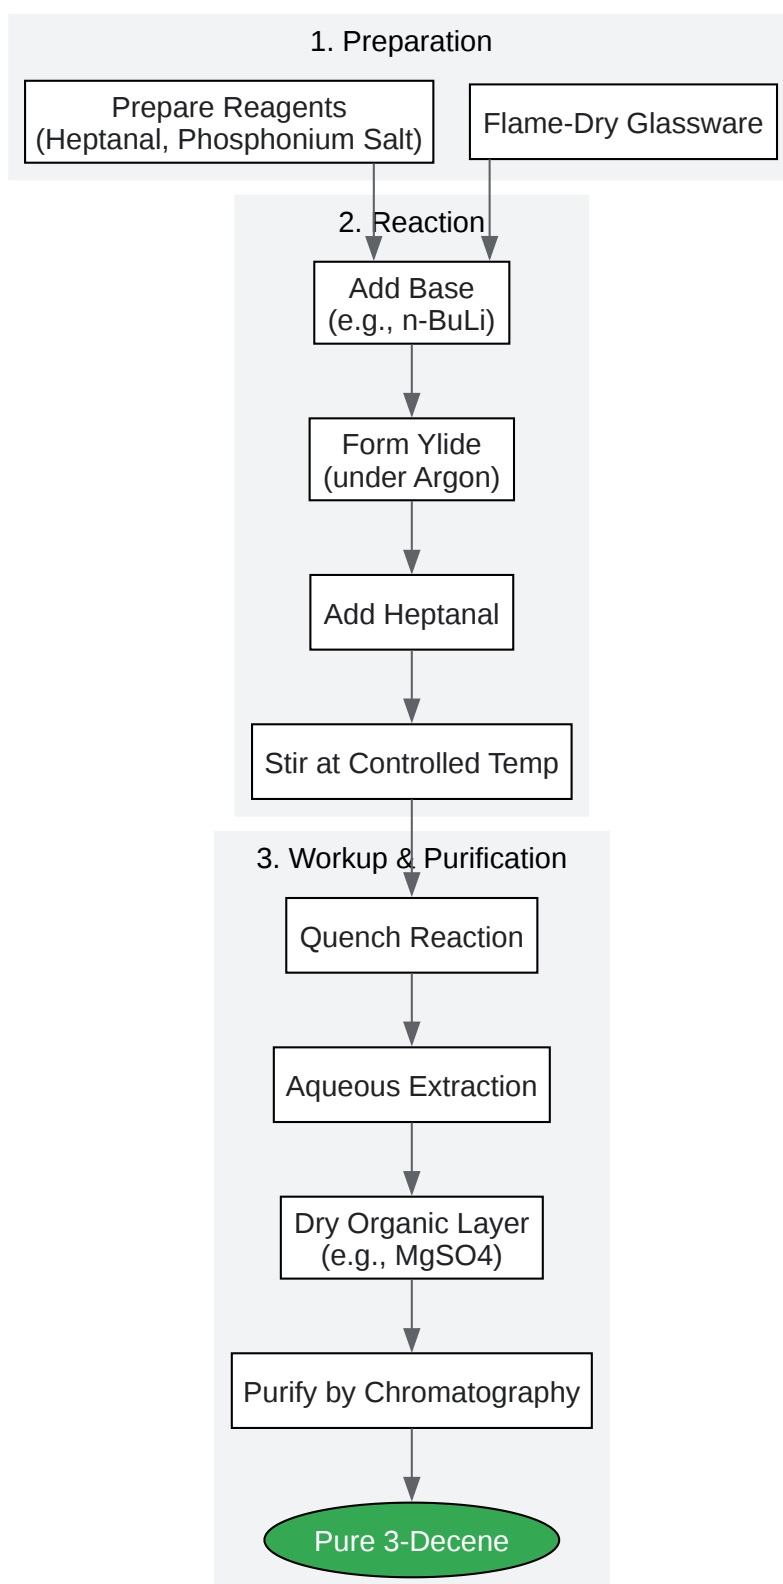 1. Preparation
Prepare Reagents
(Heptanal, Phosphonium Salt)
Flame-Dry Glassware
2. Reaction
Add Base
(e.g., n-BuLi)
Form Ylide
(under Argon)
Add Heptanal
Stir at Controlled Temp
3. Workup & Purification
Quench Reaction
Aqueous Extraction
Dry Organic Layer
(e.g., MgSO4)
Purify by Chromatography
Pure 3-Decene